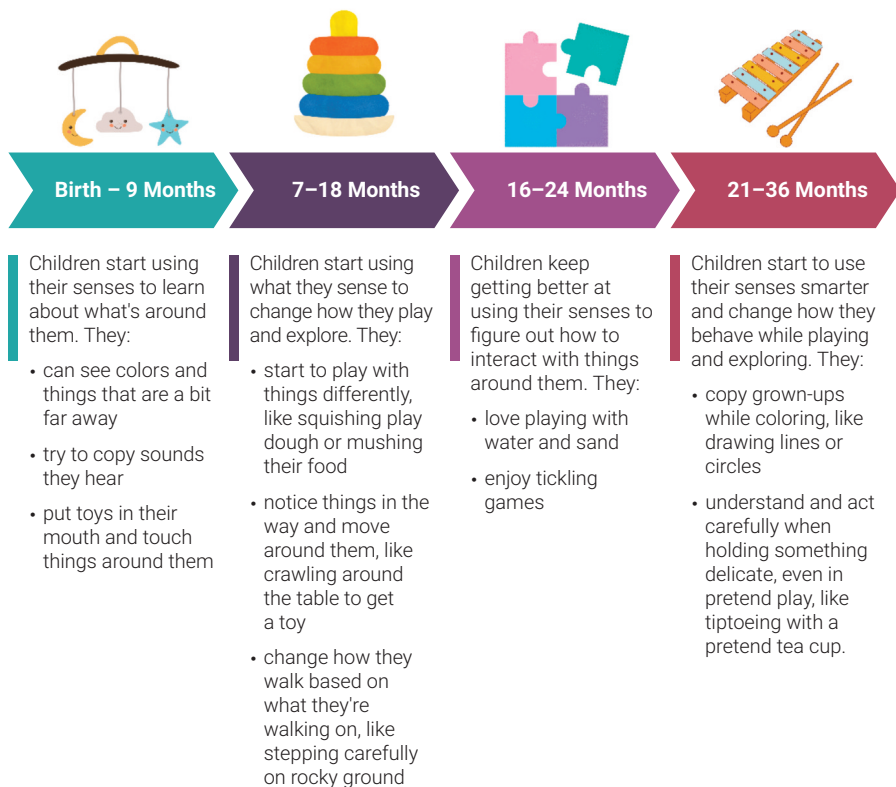 Birth – 9 Months
7–18 Months
16–24 Months
21–36 Months
Children start using
their senses to learn
about what's around
them. They:
• can see colors and
things that are a bit
far away
• try to copy sounds
they hear
• put toys in their
mouth and touch
things around them
Children start using
what they sense to
change how they play
and explore. They:
• start to play with
things differently,
like squishing play
dough or mushing
their food
• notice things in the
way and move
around them, like
crawling around
the table to get
a toy
• change how they
walk based on
what they're
walking on, like
stepping carefully
on rocky ground
Children keep
getting better at
using their senses to
figure out how to
interact with things
around them. They:
• love playing with
water and sand
• enjoy tickling
games
Children start to use
their senses smarter
and change how they
behave while playing
and exploring. They:
• copy grown-ups
while coloring, like
drawing lines or
circles
• understand and act
carefully when
holding something
delicate, even in
pretend play, like
tiptoeing with a
pretend tea cup.